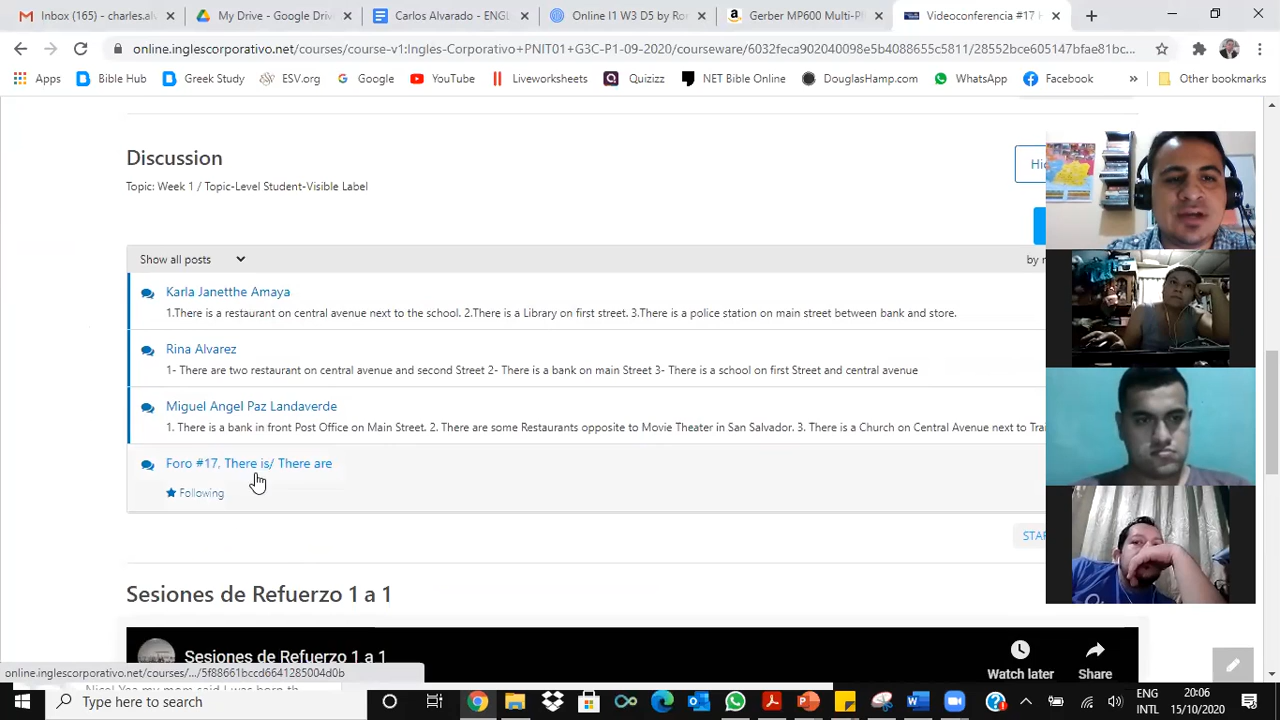 Inbox (165) - charles.alv
My Drive - Google Driv
Carlos Alvarado - ENGL
Online I1 W3 D5 by Ro
Gerber MP600 Multi-Pl
Videoconferencia #17 H
online.inglescorporativo.net/courses/course-v1:Ingles-Corporativo+PNIT01+G3C-P1-09-2020/courseware/6032feca902040098e5b4088655c5811/28552bce605147bfae81bc...
Apps
Bible Hub
Greek Study
ESV.org
Google
YouTube
Liveworksheets
Quizizz
NET Bible Online
DouglasHamp.com
WhatsApp
Facebook
»
Other bookmarks
Discussion
Hi
Topic: Week 1 / Topic-Level Student-Visible Label
Show all posts
by
Karla Janetthe Amaya
1.There is a restaurant on central avenue next to the school. 2.There is a Library on first street. 3.There is a police station on main street between bank and store.
Rina Alvarez
1- There are two restaurant on central avenue and second Street 2- There is a bank on main Street 3- There is a school on first Street and central avenue
Miguel Angel Paz Landaverde
1. There is a bank in front Post Office on Main Street. 2. There are some Restaurants opposite to Movie Theater in San Salvador. 3. There is a Church on Central Avenue next to Trai
Foro #17, There is/ There are
Following
STAR
Sesiones de Refuerzo 1 a 1
Sesiones de Refuerzo 1 a 1
Watch later
Share
online.inglescorporativo.net/courses/.../5f88661bccd6641285004d0b
Type here to search
ENG
INTL
20:06
15/10/2020